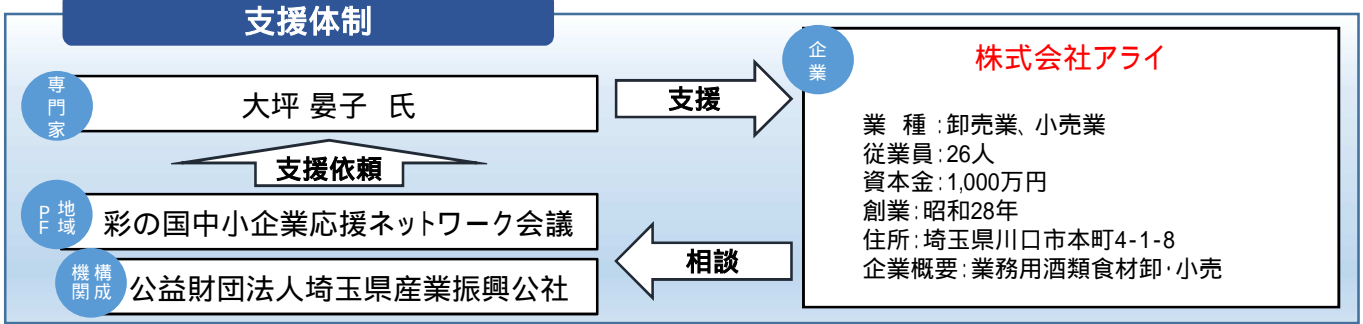 支援体制
専門家
大坪 晏子 氏
支援
支援依頼
地域PF
彩の国中小企業応援ネットワーク会議
構成機関
公益財団法人埼玉県産業振興公社
相談
企業
株式会社アライ
業 種:卸売業、小売業
従業員:26人
資本金:1,000万円
創業:昭和28年
住所:埼玉県川口市本町4-1-8
企業概要:業務用酒類食材卸・小売